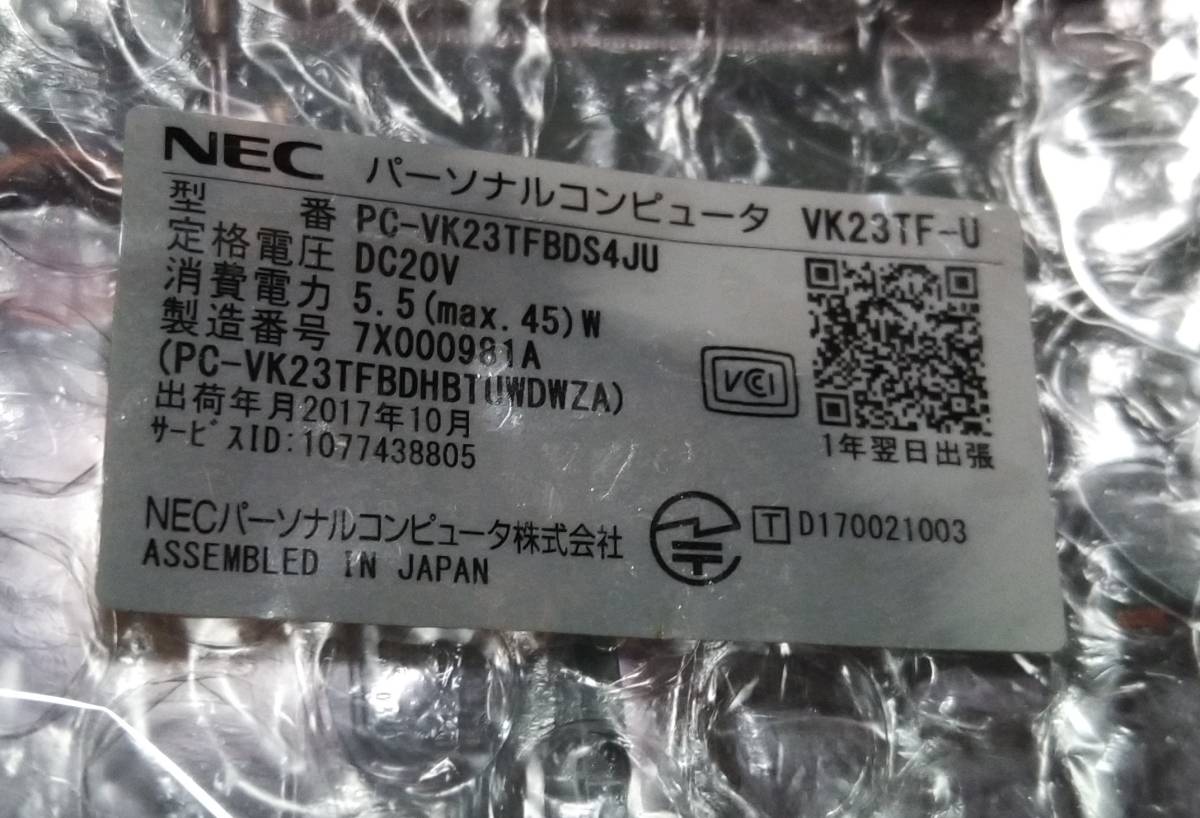 NEC パーソナルコンピュータ VK23TF-U
型 番 PC-VK23TFBDS4JU
定格電圧 DC20V
消費電力 5.5(max.45)W
製造番号 7X000981A
(PC-VK23TFBDHBTUWDWZA)
出荷年月2017年10月
サービスID:1077438805
VCCI
1年翌日出張
NECパーソナルコンピュータ株式会社
ASSEMBLED IN JAPAN
T D170021003